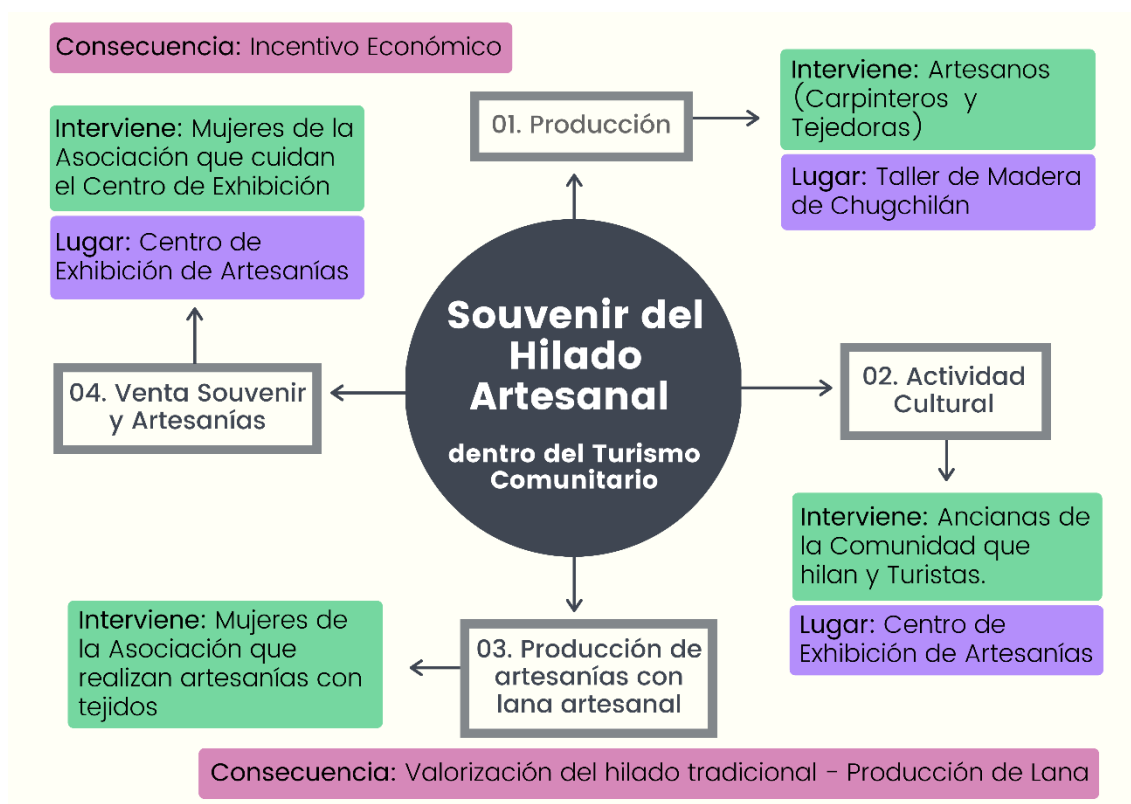 Consecuencia: Incentivo Económico
01. Producción
Interviene: Artesanos
(Carpinteros y
Tejedoras)
Lugar: Taller de Madera
de Chugchilán
Interviene: Mujeres de la
Asociación que cuidan
el Centro de Exhibición
Lugar: Centro de
Exhibición de Artesanías
Souvenir del
Hilado
Artesanal
dentro del Turismo
Comunitario
04. Venta Souvenir
y Artesanías
02. Actividad
Cultural
Interviene: Ancianas de
la Comunidad que
hilan y Turistas.
Lugar: Centro de
Exhibición de Artesanías
03. Producción de
artesanías con
lana artesanal
Interviene: Mujeres de
la Asociación que
realizan artesanías con
tejidos
Consecuencia: Valorización del hilado tradicional - Producción de Lana